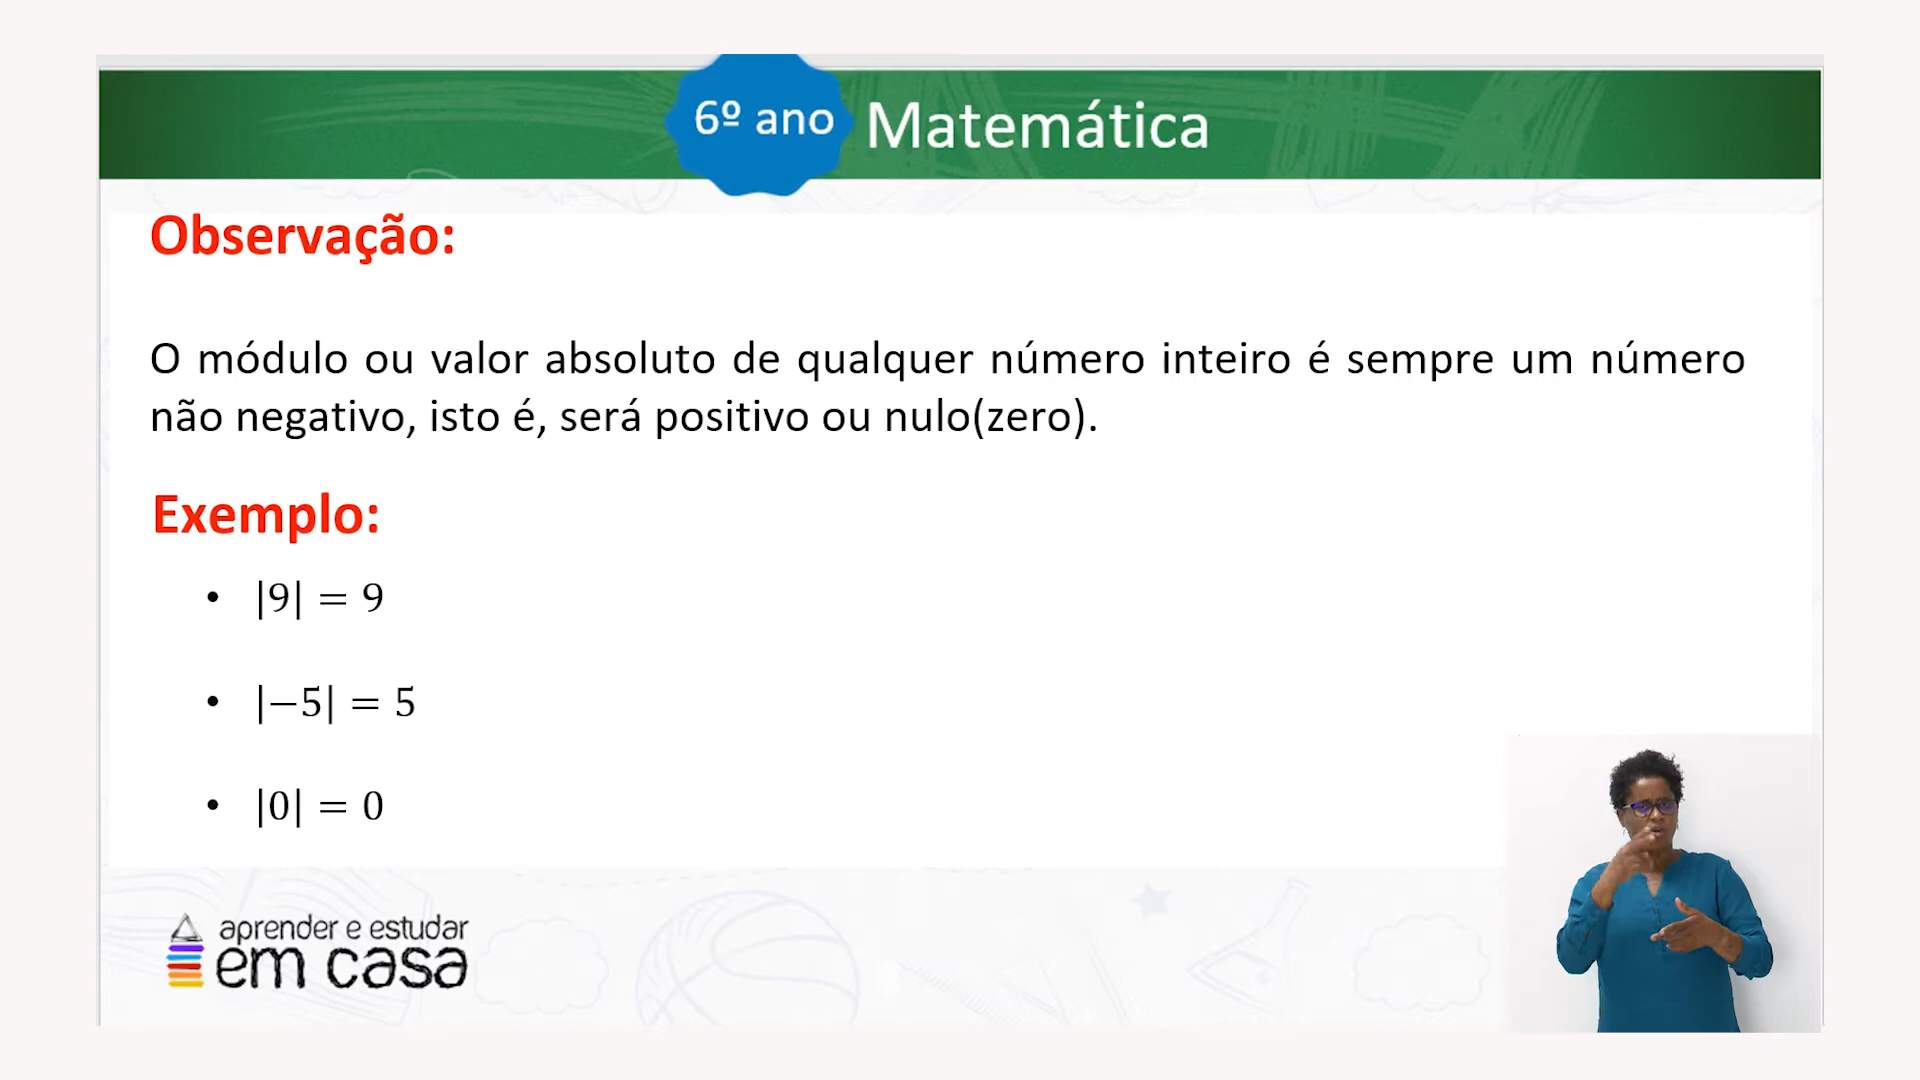 6º ano Matemática
Observação:
O módulo ou valor absoluto de qualquer número inteiro é sempre um número
não negativo, isto é, será positivo ou nulo(zero).
Exemplo:
• |9| = 9
• |−5| = 5
• |0| = 0
aprender e estudar
em casa